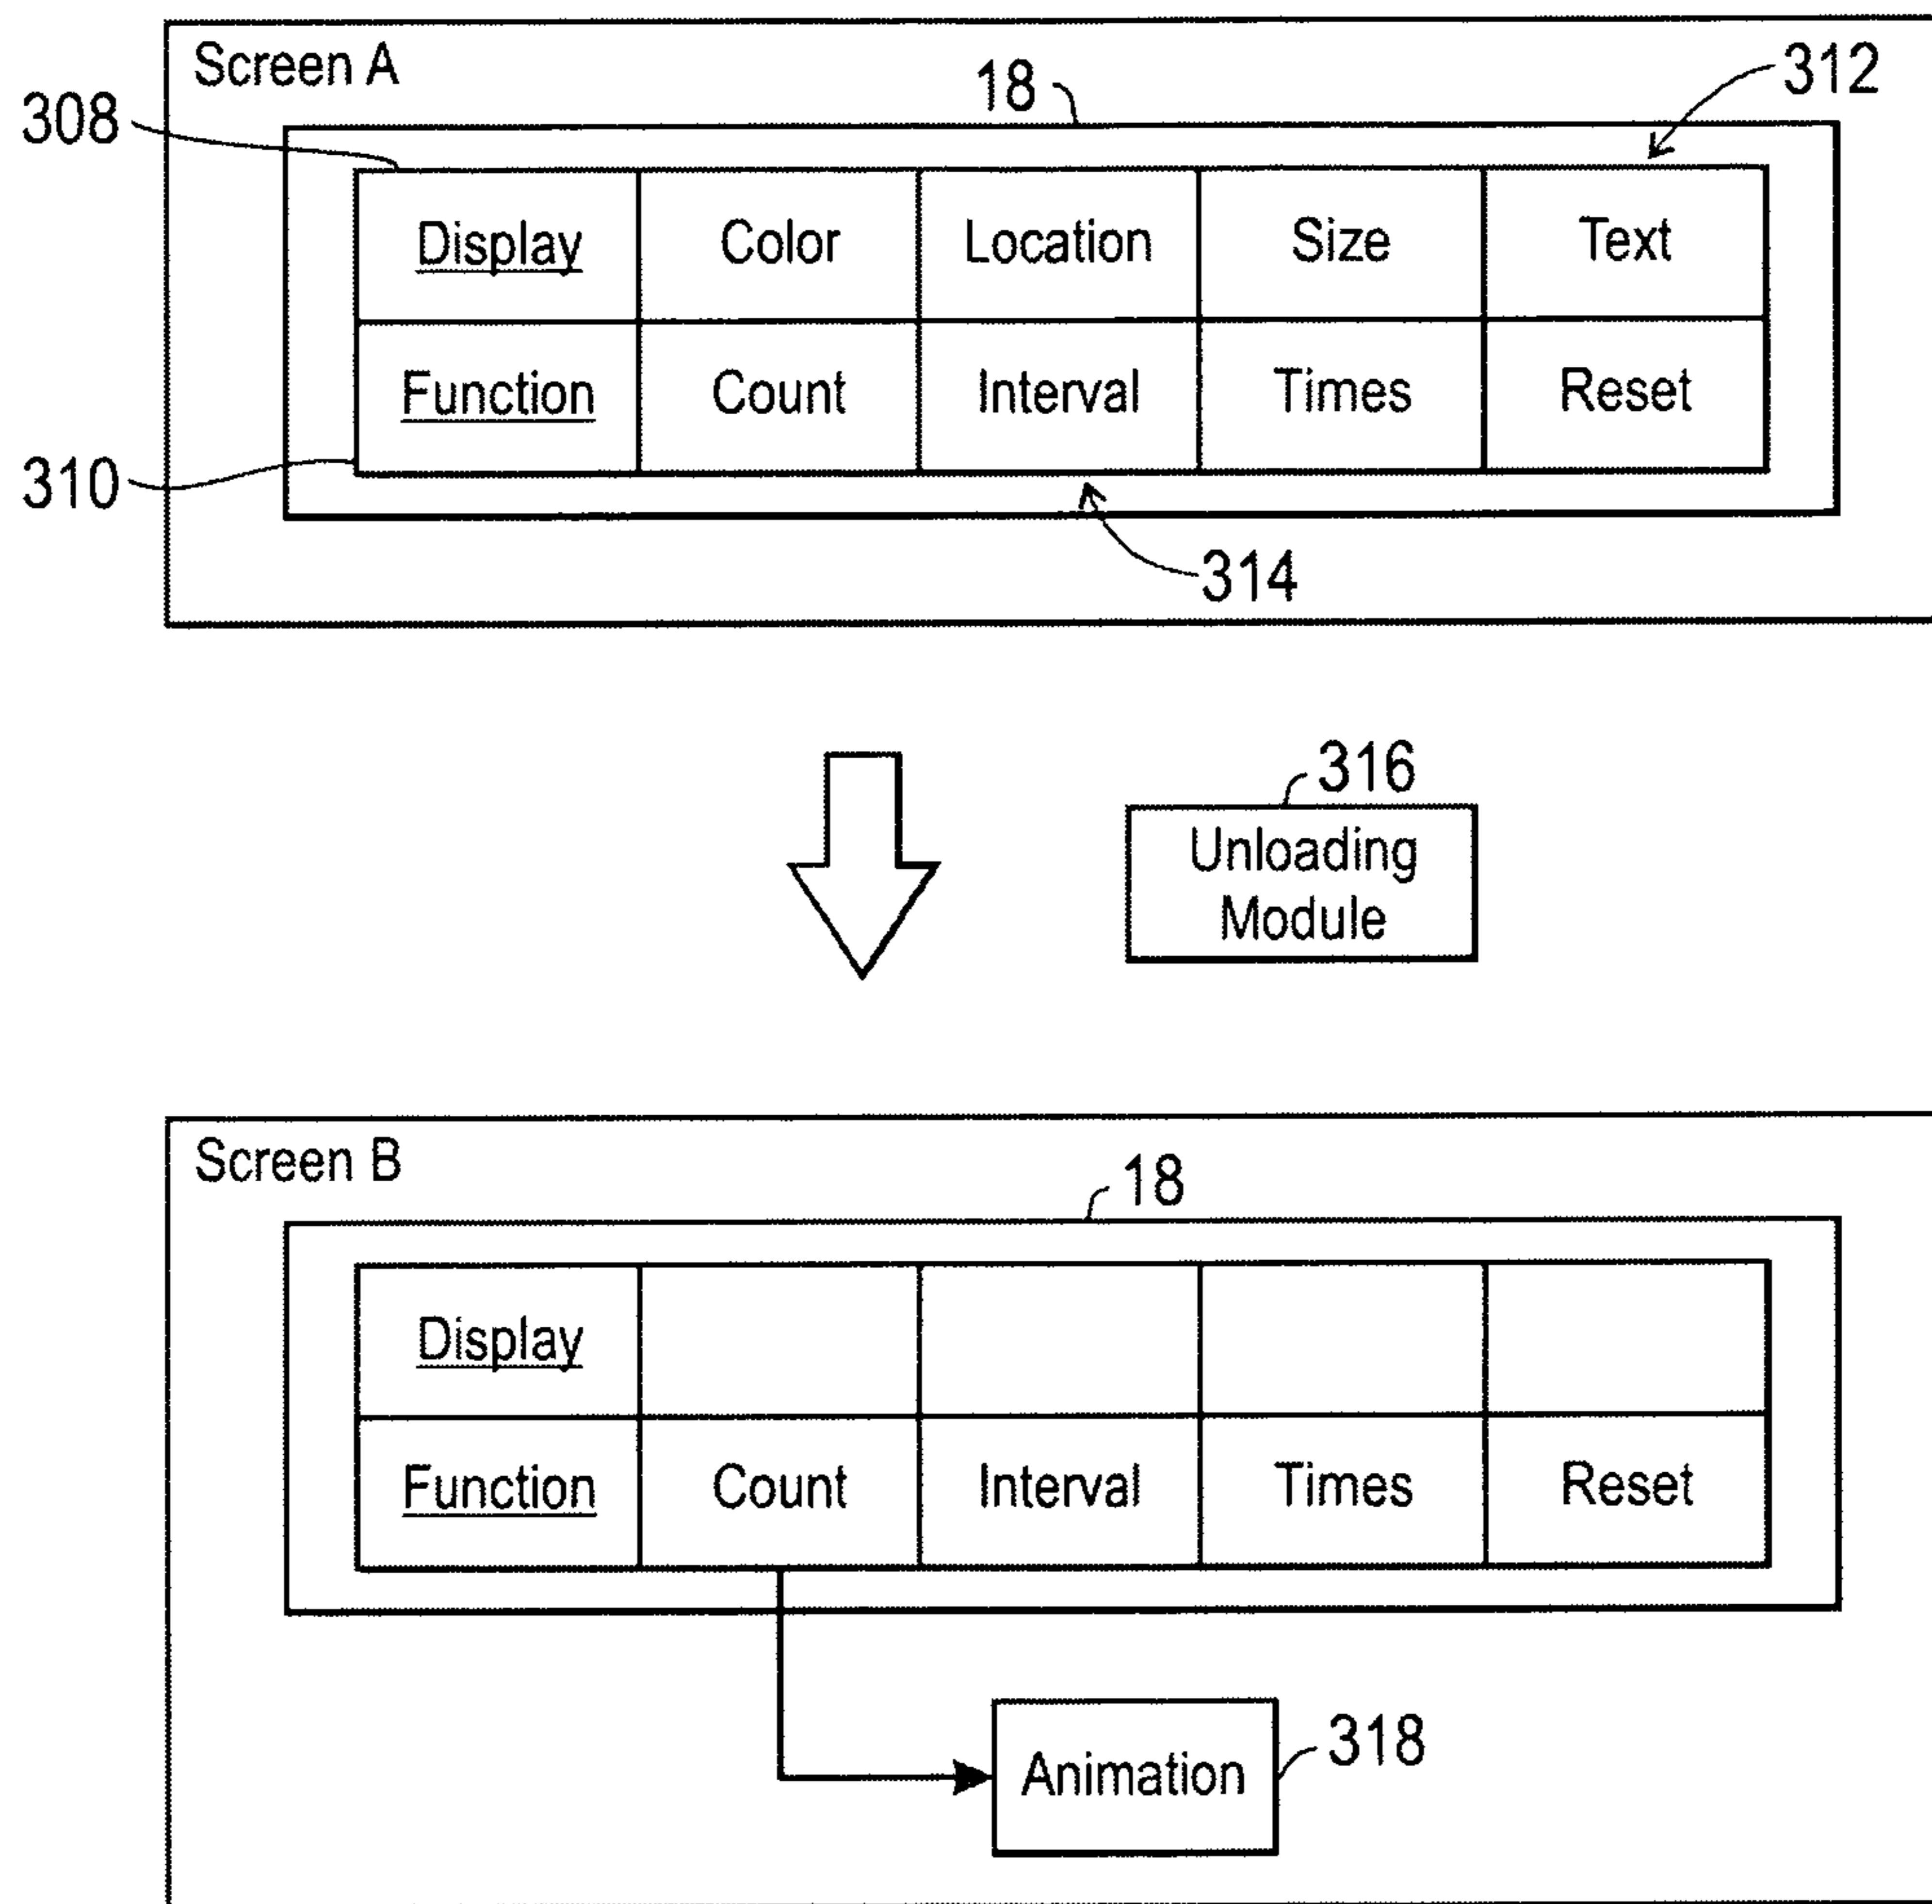 Screen A
18
312
308
Display Color Location Size Text
Function Count Interval Times Reset
310
314
316
Unloading
Module
Screen B
18
Display
Function Count Interval Times Reset
Animation
318